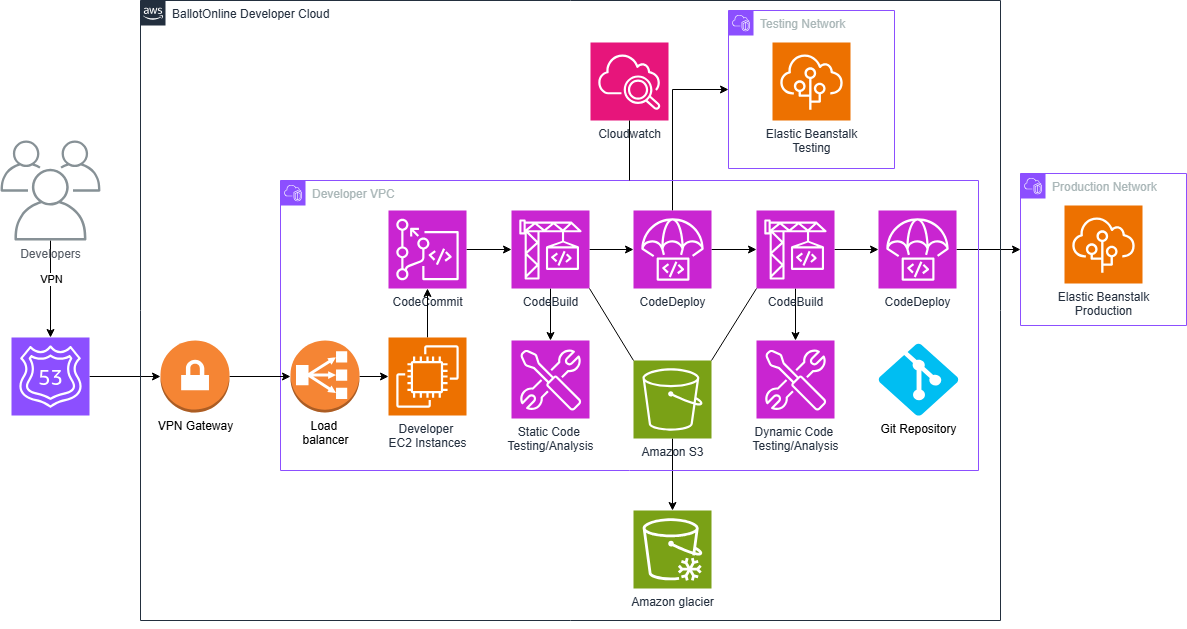 aws
BallotOnline Developer Cloud
Testing Network
Cloudwatch
Elastic Beanstalk
Testing
Developers
VPN
Developer VPC
Production Network
CodeCommit
CodeBuild
CodeDeploy
CodeBuild
CodeDeploy
Elastic Beanstalk
Production
53
VPN Gateway
Load
balancer
Developer
EC2 Instances
Static Code
Testing/Analysis
Amazon S3
Dynamic Code
Testing/Analysis
Git Repository
Amazon glacier